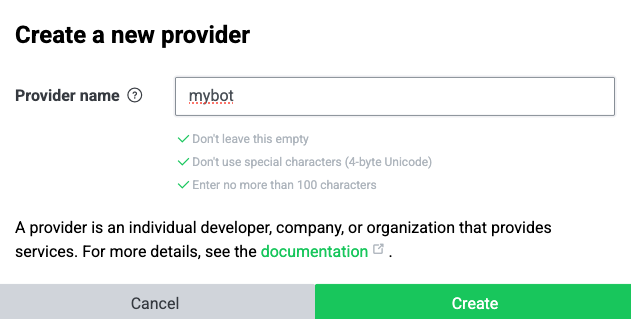 Create a new provider
Provider name ?
mybot
Don't leave this empty
Don't use special characters (4-byte Unicode)
Enter no more than 100 characters
A provider is an individual developer, company, or organization that provides
services. For more details, see the documentation .
Cancel Create